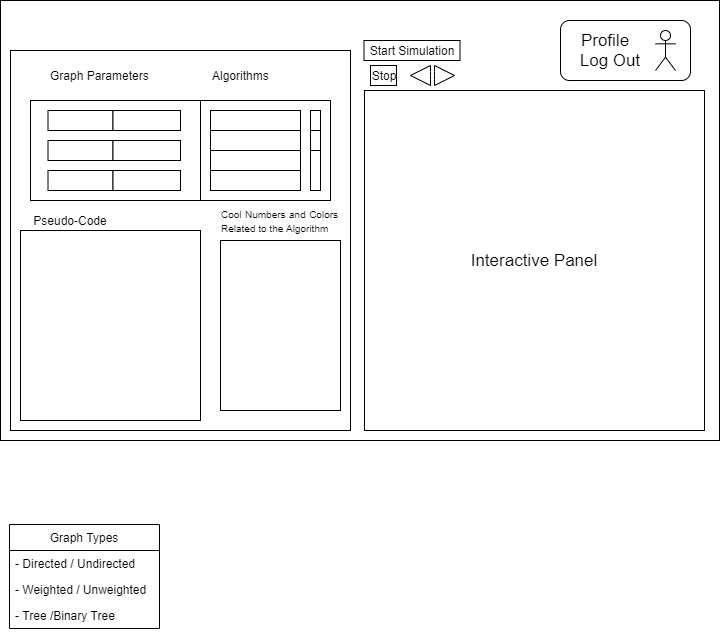 Start Simulation
Stop
Profile
Log Out
Graph Parameters
Algorithms
Pseudo-Code
Cool Numbers and Colors
Related to the Algorithm
Interactive Panel
Graph Types
- Directed / Undirected
- Weighted / Unweighted
- Tree /Binary Tree